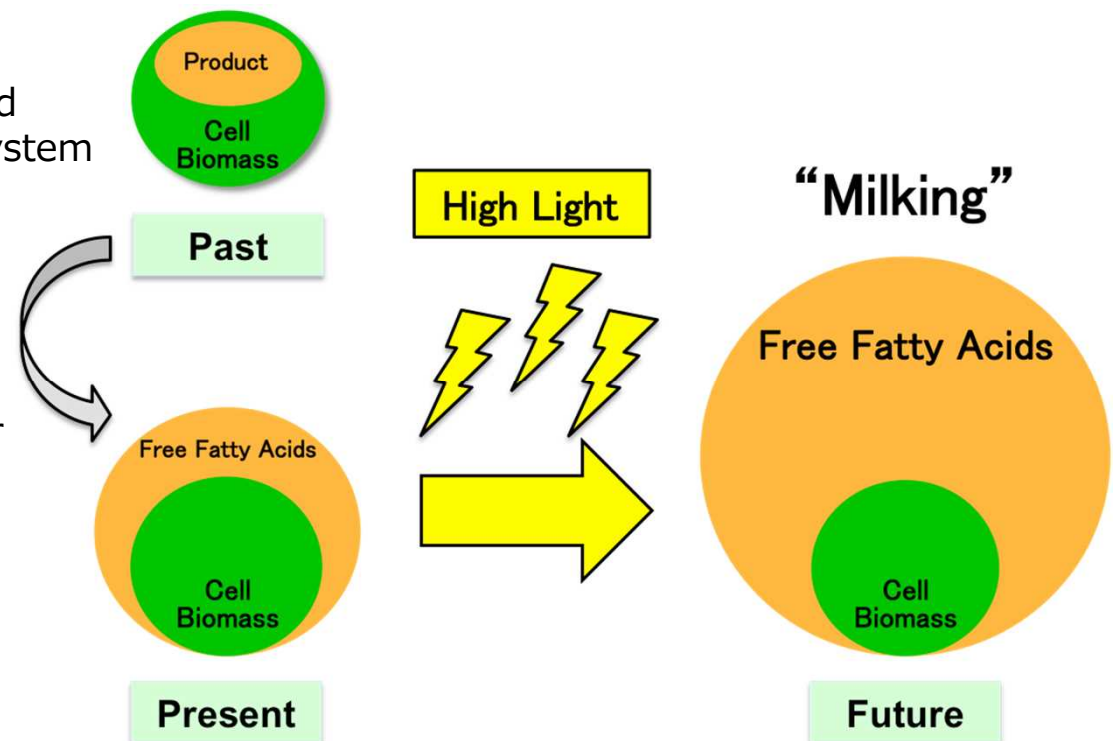 Product
Cell
Biomass
Past
d
ystem
High Light
“Milking”
Free Fatty Acids
Cell
Biomass
Present
Free Fatty Acids
Cell
Biomass
Future